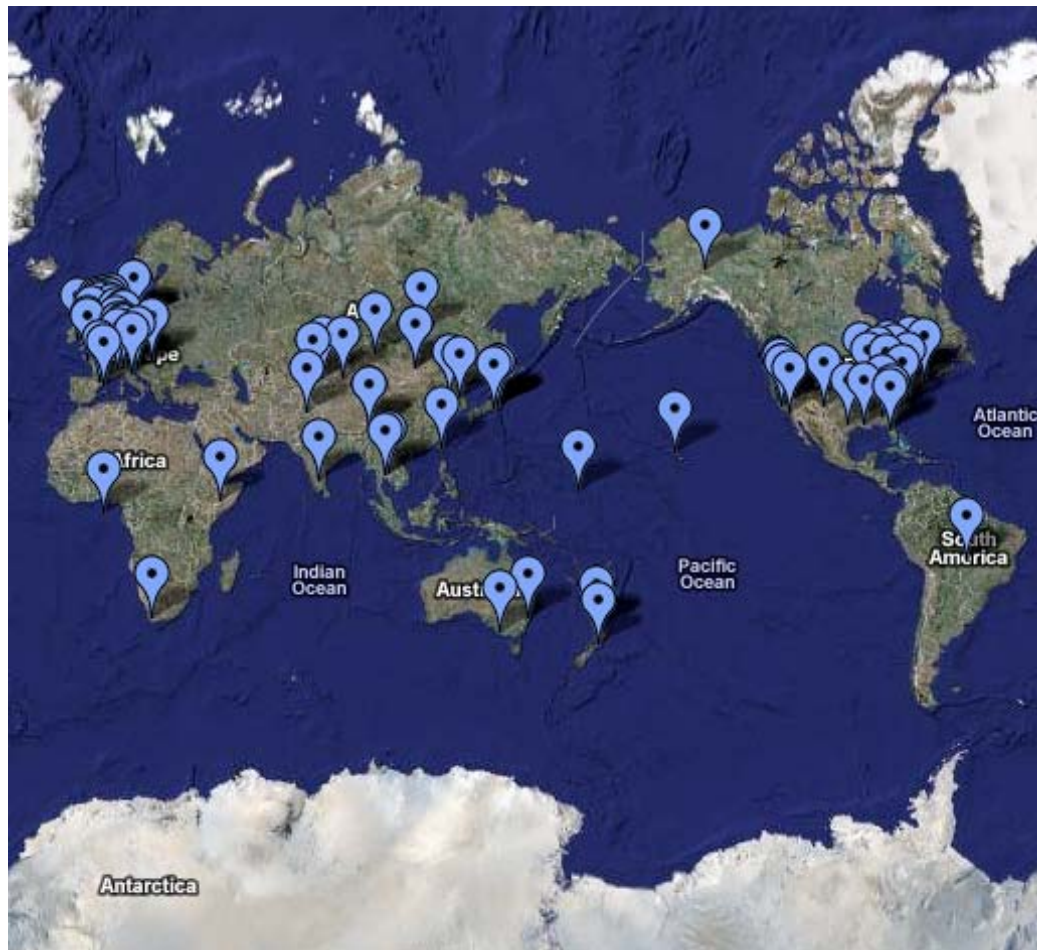 Africa
Indian
Ocean
Pacific
Ocean
Atlantic
Ocean
South
America
Antarctica